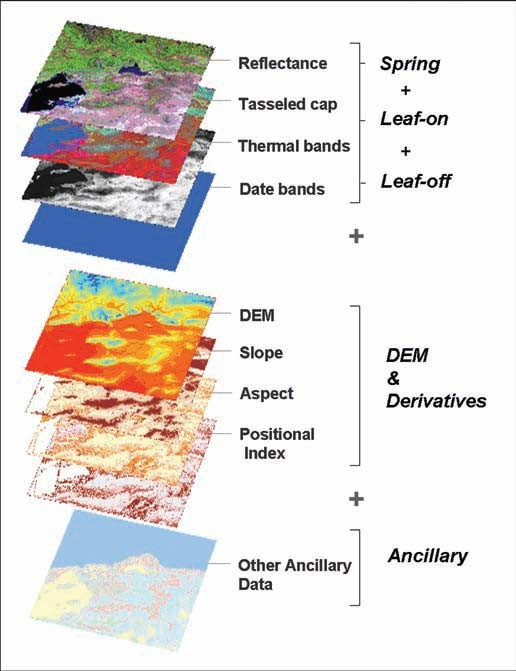 Reflectance
Tasseled cap
Thermal bands
Date bands
Spring
+
Leaf-on
+
Leaf-off
+
DEM
Slope
Aspect
Positional
Index
DEM
&
Derivatives
+
Other Ancillary
Data
Ancillary